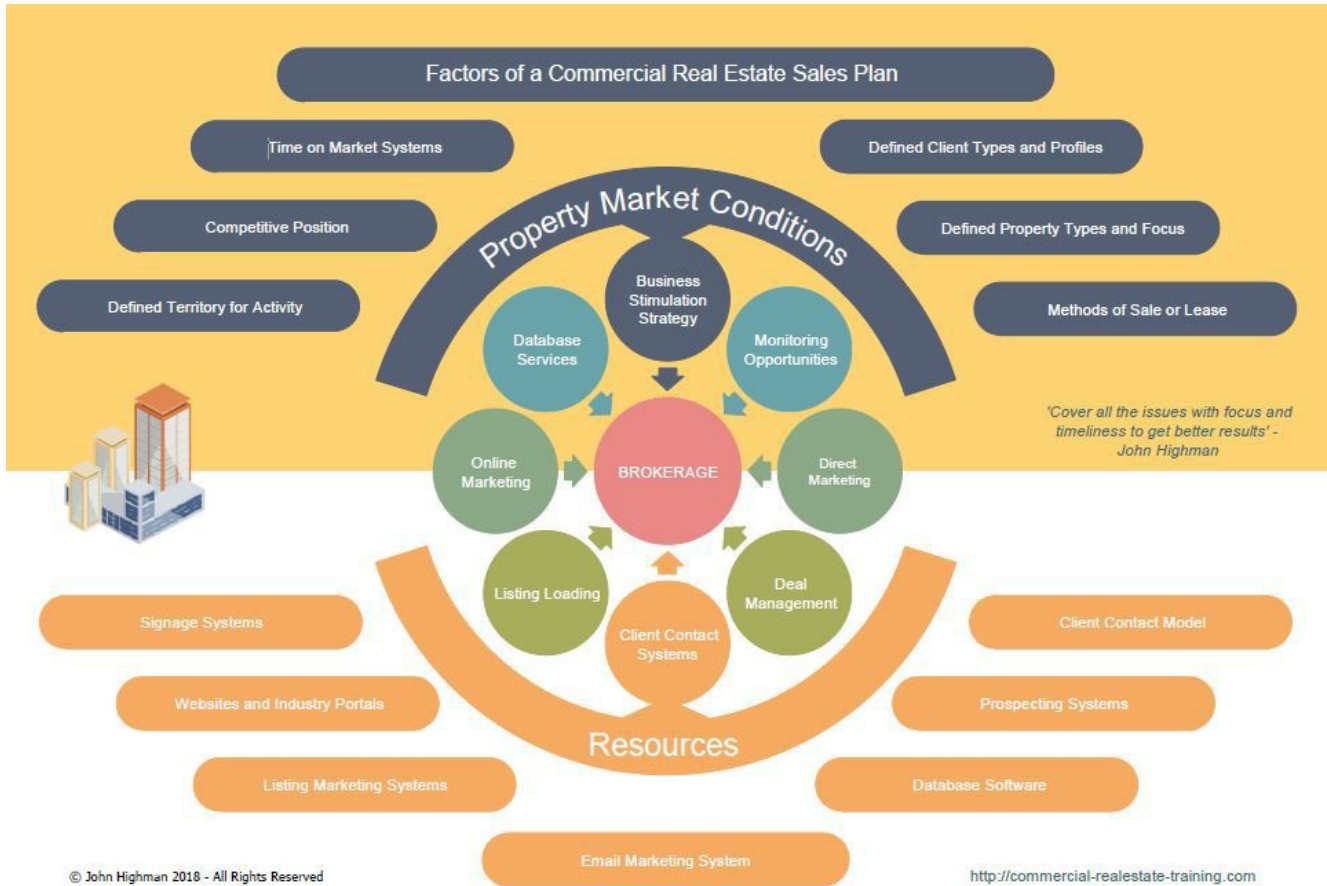 Factors of a Commercial Real Estate Sales Plan
Time on Market Systems
Defined Client Types and Profiles
Competitive Position
Defined Property Types and Focus
Defined Territory for Activity
Methods of Sale or Lease
Property Market Conditions
Business
Stimulation
Strategy
Database
Services
Monitoring
Opportunities
'Cover all the issues with focus and
timeliness to get better results' -
John Highman
Online
Marketing
BROKERAGE
Direct
Marketing
Listing Loading
Deal
Management
Client Contact
Systems
Resources
Signage Systems
Client Contact Model
Websites and Industry Portals
Prospecting Systems
Listing Marketing Systems
Database Software
Email Marketing System
© John Highman 2018 - All Rights Reserved
http://commercial-realestate-training.com